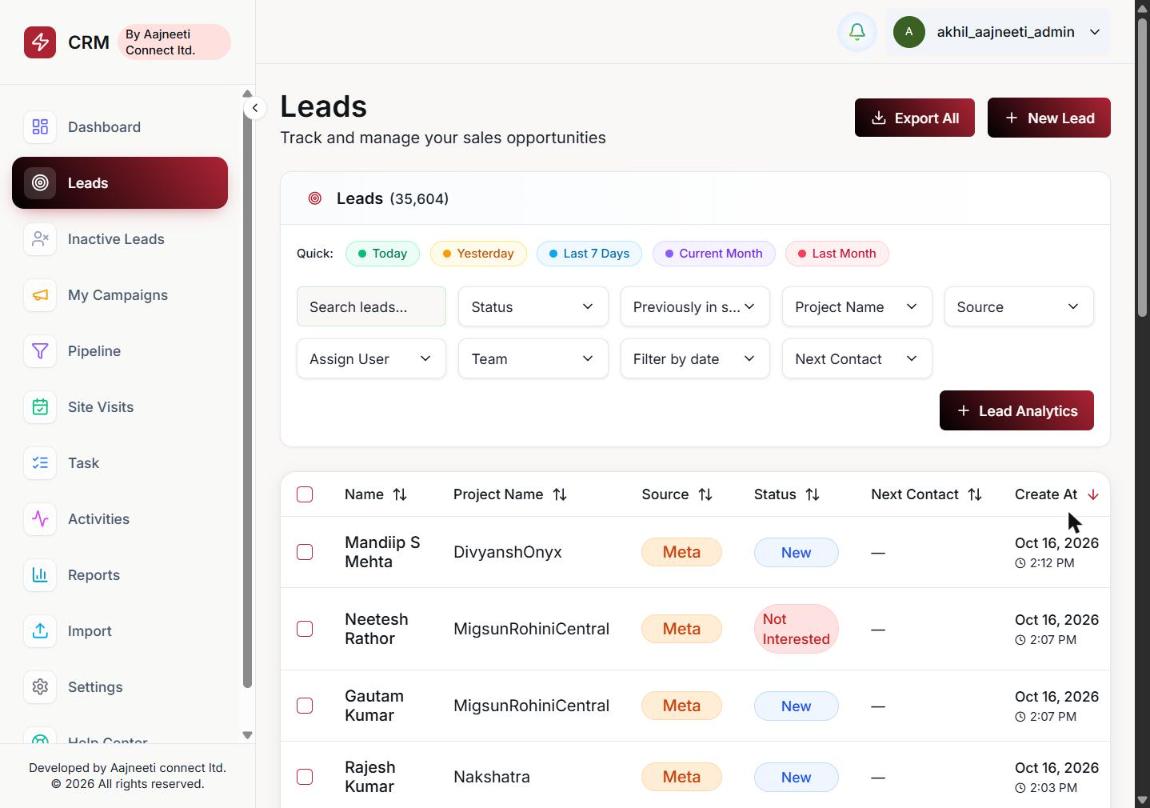 CRM
By Aajneeti
Connect ltd.
A
akhil_aajneeti_admin
Dashboard
Leads
Inactive Leads
My Campaigns
Pipeline
Site Visits
Task
Activities
Reports
Import
Settings
Help Center
Developed by Aajneeti connect ltd.
© 2026 All rights reserved.
Leads
Track and manage your sales opportunities
Export All
+ New Lead
Leads (35,604)
Quick: Today Yesterday Last 7 Days Current Month Last Month
Search leads... Status Previously in s... Project Name Source
Assign User Team Filter by date Next Contact
+ Lead Analytics
Name Project Name Source Status Next Contact Create At
Mandiip S
Mehta
DivyanshOnyx Meta New —
Oct 16, 2026
2:12 PM
Neetesh
Rathor
MigsunRohiniCentral Meta
Not
Interested
—
Oct 16, 2026
2:07 PM
Gautam
Kumar
MigsunRohiniCentral Meta New —
Oct 16, 2026
2:07 PM
Rajesh
Kumar
Nakshatra Meta New —
Oct 16, 2026
2:03 PM